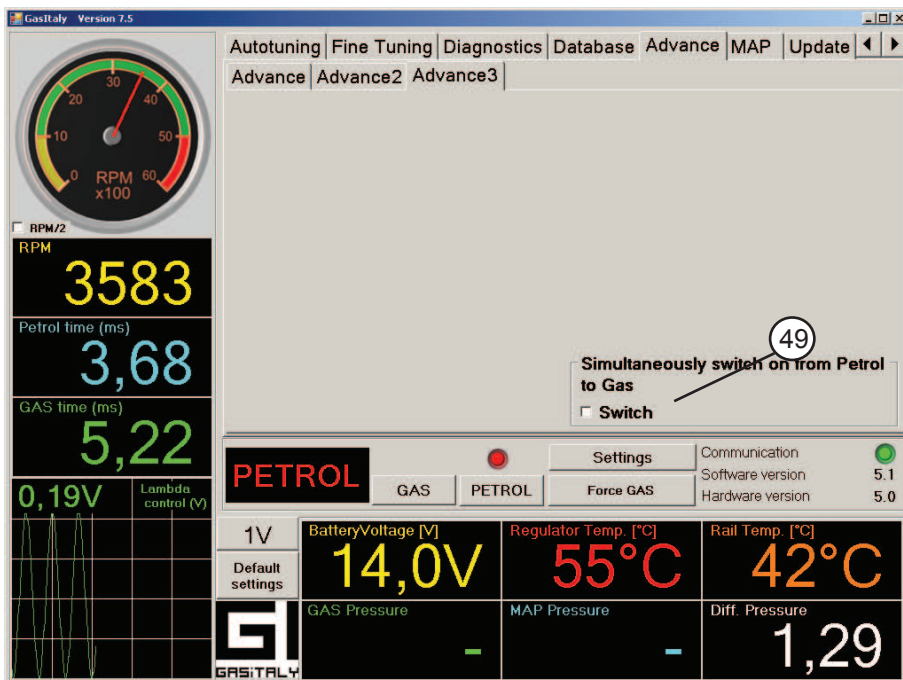 GasItaly Version 7.5
Autotuning Fine Tuning Diagnostics Database Advance MAP Update
Advance Advance2 Advance3
0 10 20 30 40 50 60
RPM
x100
RPM/2
RPM
3583
Petrol time (ms)
3,68
GAS time (ms)
5,22
0,19V
Lambda
control (V)
49
Simultaneously switch on from Petrol
to Gas
Switch
PETROL
GAS
PETROL
Settings
Force GAS
Communication
Software version 5.1
Hardware version 5.0
1V
Default
settings
GASITALY
BatteryVoltage [V]
14,0V
Regulator Temp. [°C]
55°C
Rail Temp. [°C]
42°C
GAS Pressure
-
MAP Pressure
-
Diff. Pressure
1,29